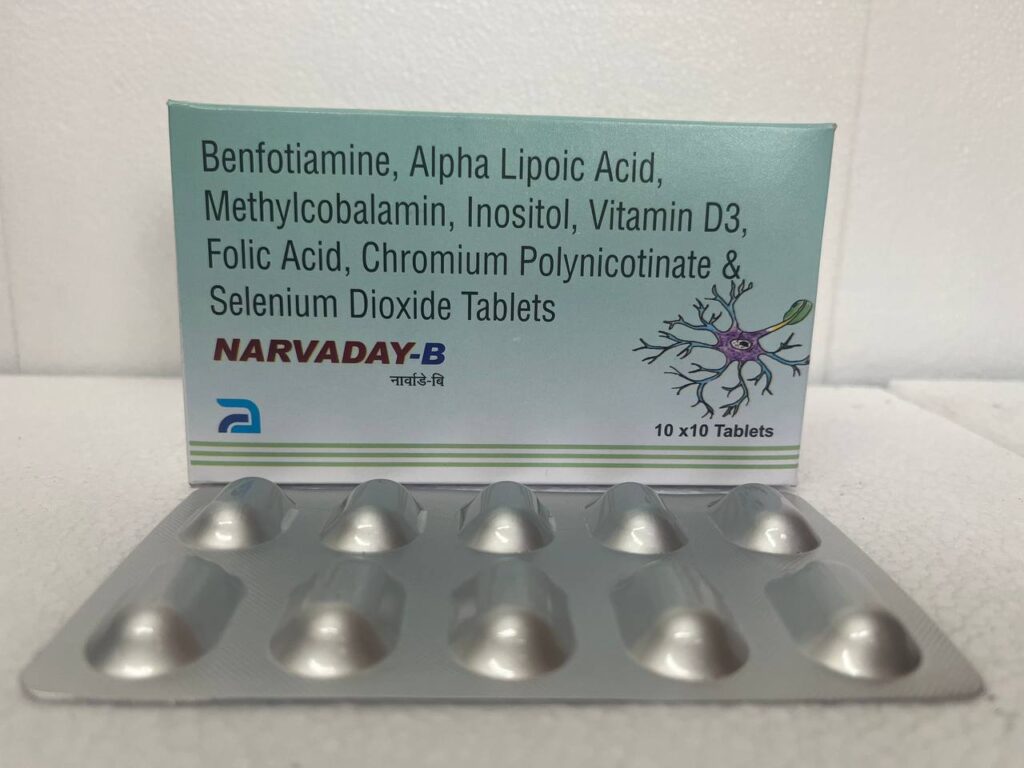 Benfotiamine, Alpha Lipoic Acid,
Methylcobalamin, Inositol, Vitamin D3,
Folic Acid, Chromium Polynicotinate &
Selenium Dioxide Tablets
NARVADAY-B
नार्वाडे-बि
10 x10 Tablets